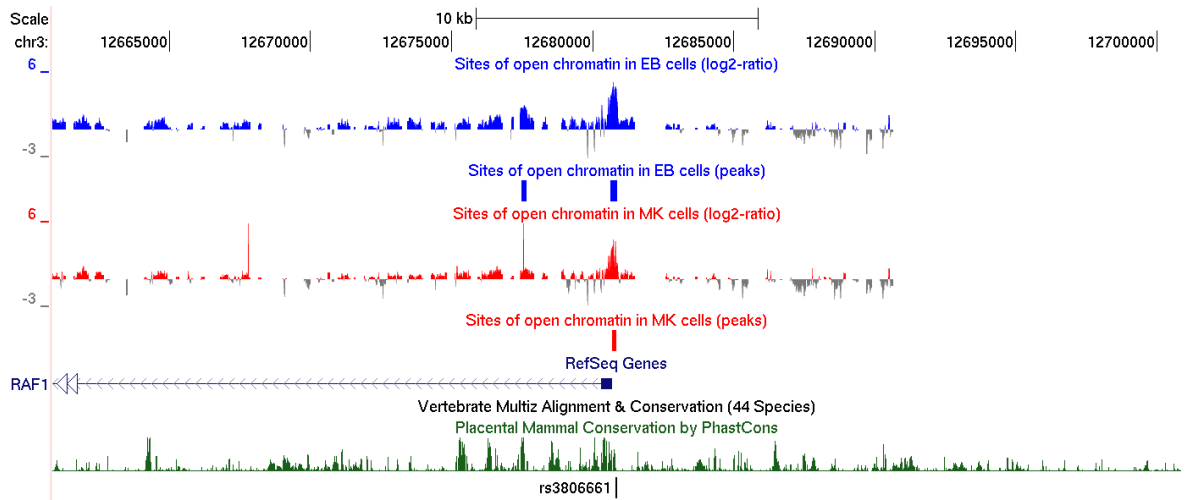 Scale 10 kb
chr3: 12665000 12670000 12675000 12680000 12685000 12690000 12695000 12700000
Sites of open chromatin in EB cells (log2-ratio)
6
-3
Sites of open chromatin in EB cells (peaks)
Sites of open chromatin in MK cells (log2-ratio)
6
-3
Sites of open chromatin in MK cells (peaks)
RefSeq Genes
RAF1
Vertebrate Multiz Alignment & Conservation (44 Species)
Placental Mammal Conservation by PhastCons
rs3806661